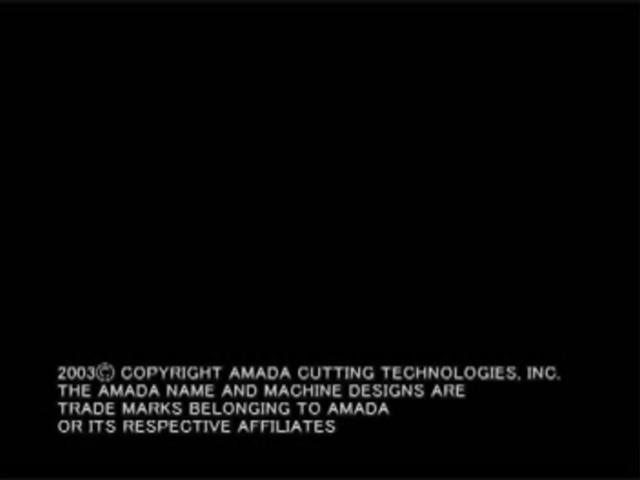 2003© COPYRIGHT AMADA CUTTING TECHNOLOGIES, INC.
THE AMADA NAME AND MACHINE DESIGNS ARE
TRADE MARKS BELONGING TO AMADA
OR ITS RESPECTIVE AFFILIATES